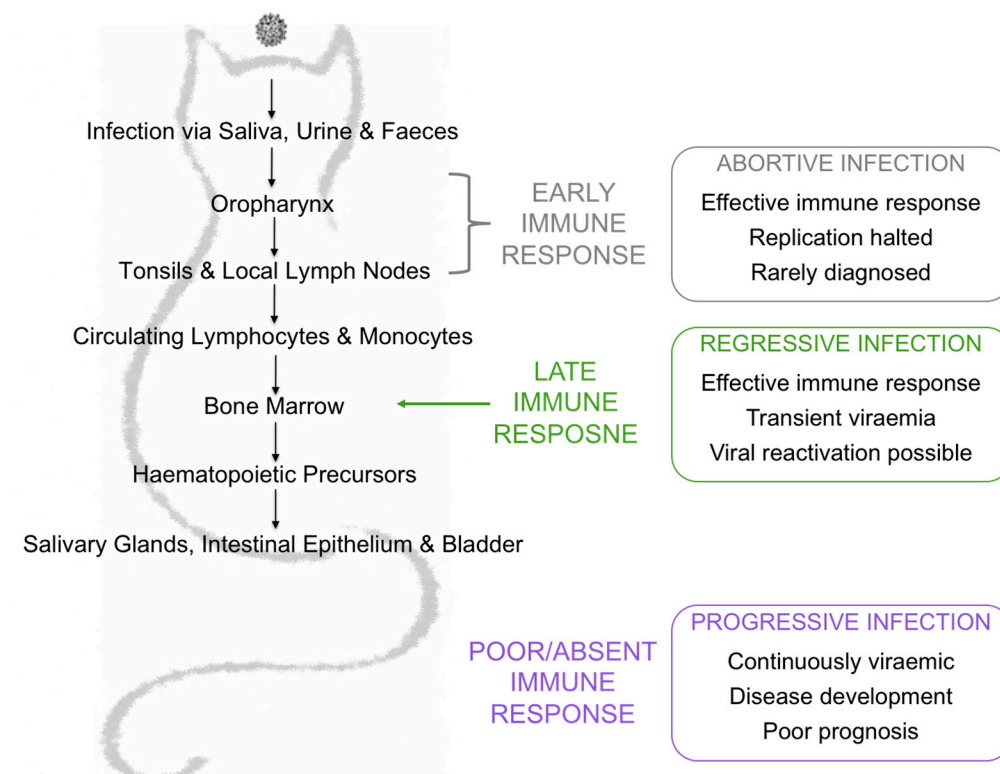 Infection via Saliva, Urine & Faeces
Oropharynx
Tonsils & Local Lymph Nodes
Circulating Lymphocytes & Monocytes
Bone Marrow
Haematopoietic Precursors
Salivary Glands, Intestinal Epithelium & Bladder
EARLY
IMMUNE
RESPONSE
ABORTIVE INFECTION
Effective immune response
Replication halted
Rarely diagnosed
LATE
IMMUNE
RESPOSNE
REGRESSIVE INFECTION
Effective immune response
Transient viraemia
Viral reactivation possible
POOR/ABSENT
IMMUNE
RESPONSE
PROGRESSIVE INFECTION
Continuously viraemic
Disease development
Poor prognosis